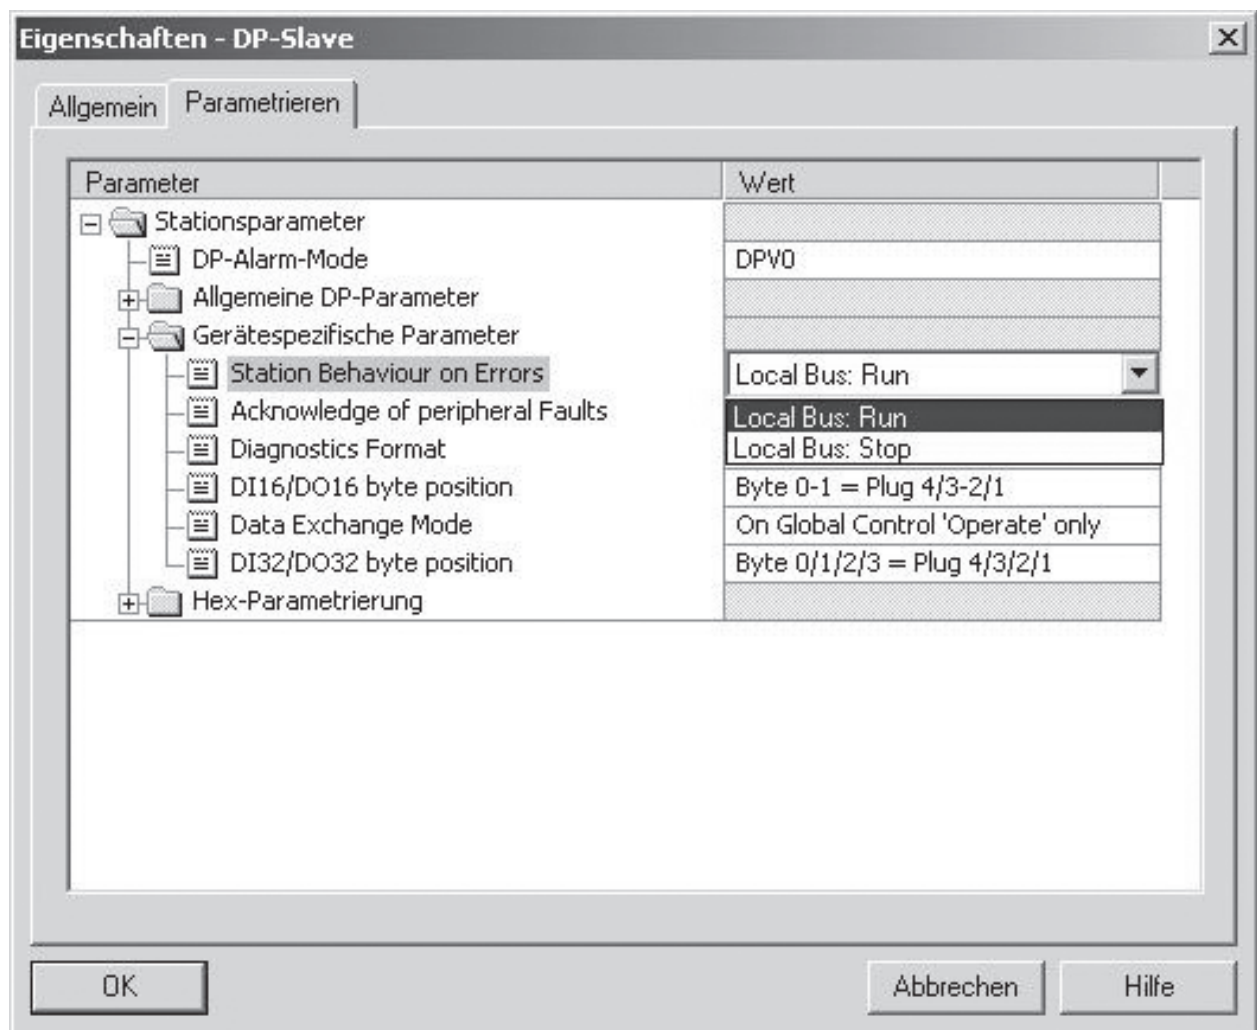 Eigenschaften - DP-Slave
Allgemein Parametrieren
Parameter Wert
Stationsparameter
DP-Alarm-Mode DPV0
Allgemeine DP-Parameter
Gerätespezifische Parameter
Station Behaviour on Errors Local Bus: Run
Acknowledge of peripheral Faults Local Bus: Run
Diagnostics Format Local Bus: Stop
DI16/DO16 byte position Byte 0-1 = Plug 4/3-2/1
Data Exchange Mode On Global Control 'Operate' only
DI32/DO32 byte position Byte 0/1/2/3 = Plug 4/3/2/1
Hex-Parametrierung
OK Abbrechen Hilfe